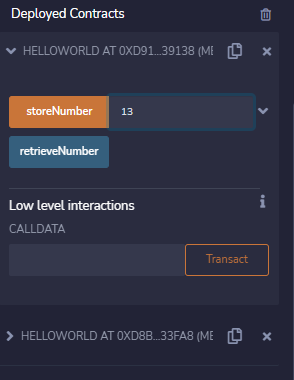 Deployed Contracts
HELLOWORLD AT 0XD91...39138 (ME
storeNumber 13
retrieveNumber
Low level interactions
CALLDATA
Transact
HELLOWORLD AT 0XD8B...33FA8 (ME